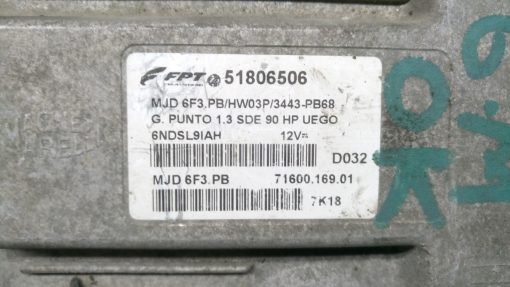 FPT 51806506
MJD 6F3.PB/HW03P/3443-PB68
G. PUNTO 1.3 SDE 90 HP UEGO
6NDSL9IAH 12V
D032
MJD 6F3.PB 71600.169.01
7K18
OK